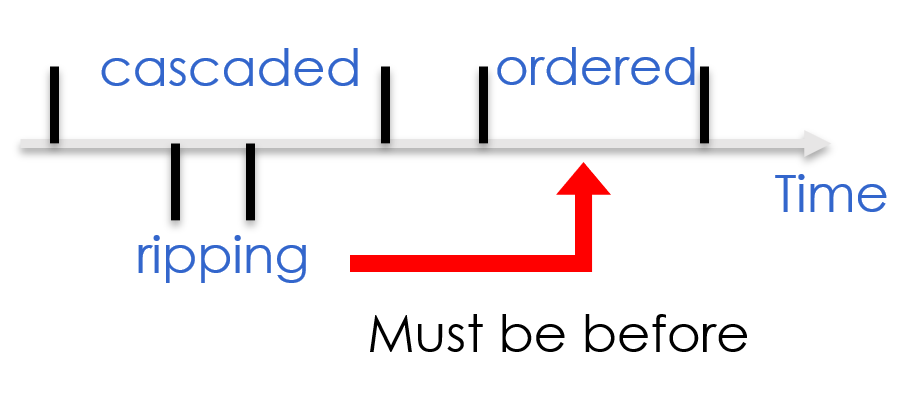 cascaded
ordered
Time
ripping
Must be before